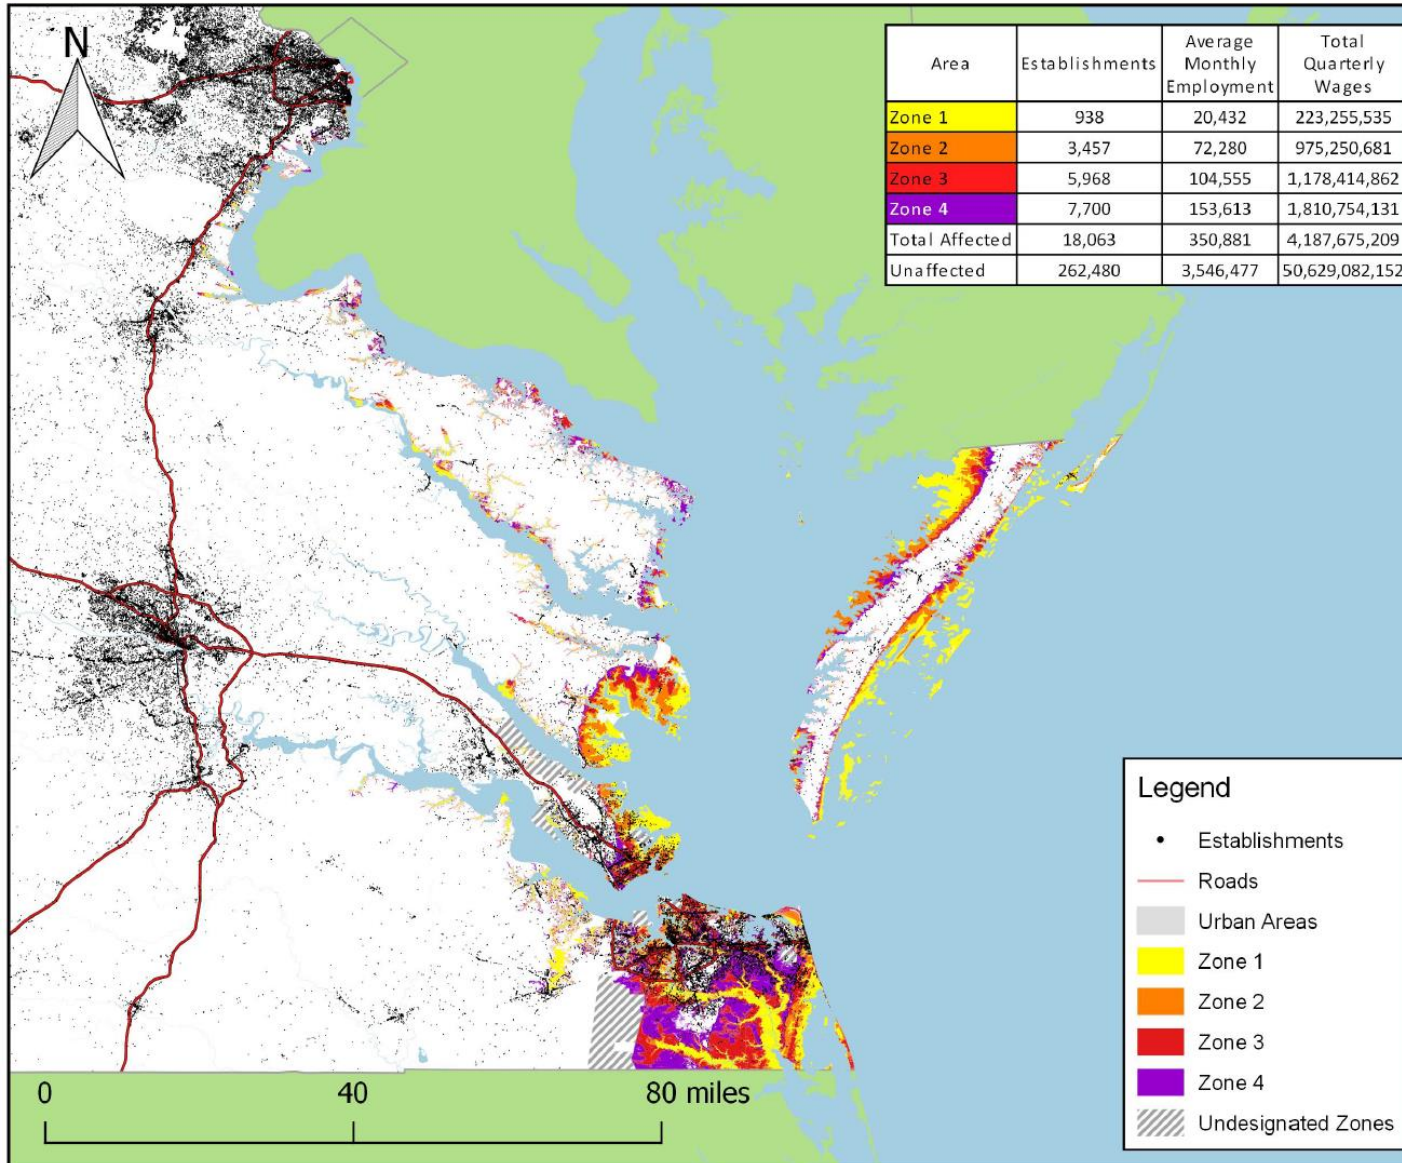 N
Area Establishments Average Monthly Employment Total Quarterly Wages
Zone 1 938 20,432 223,255,535
Zone 2 3,457 72,280 975,250,681
Zone 3 5,968 104,555 1,178,414,862
Zone 4 7,700 153,613 1,810,754,131
Total Affected 18,063 350,881 4,187,675,209
Unaffected 262,480 3,546,477 50,629,082,152
Legend
Establishments
Roads
Urban Areas
Zone 1
Zone 2
Zone 3
Zone 4
Undesignated Zones
0 40 80 miles